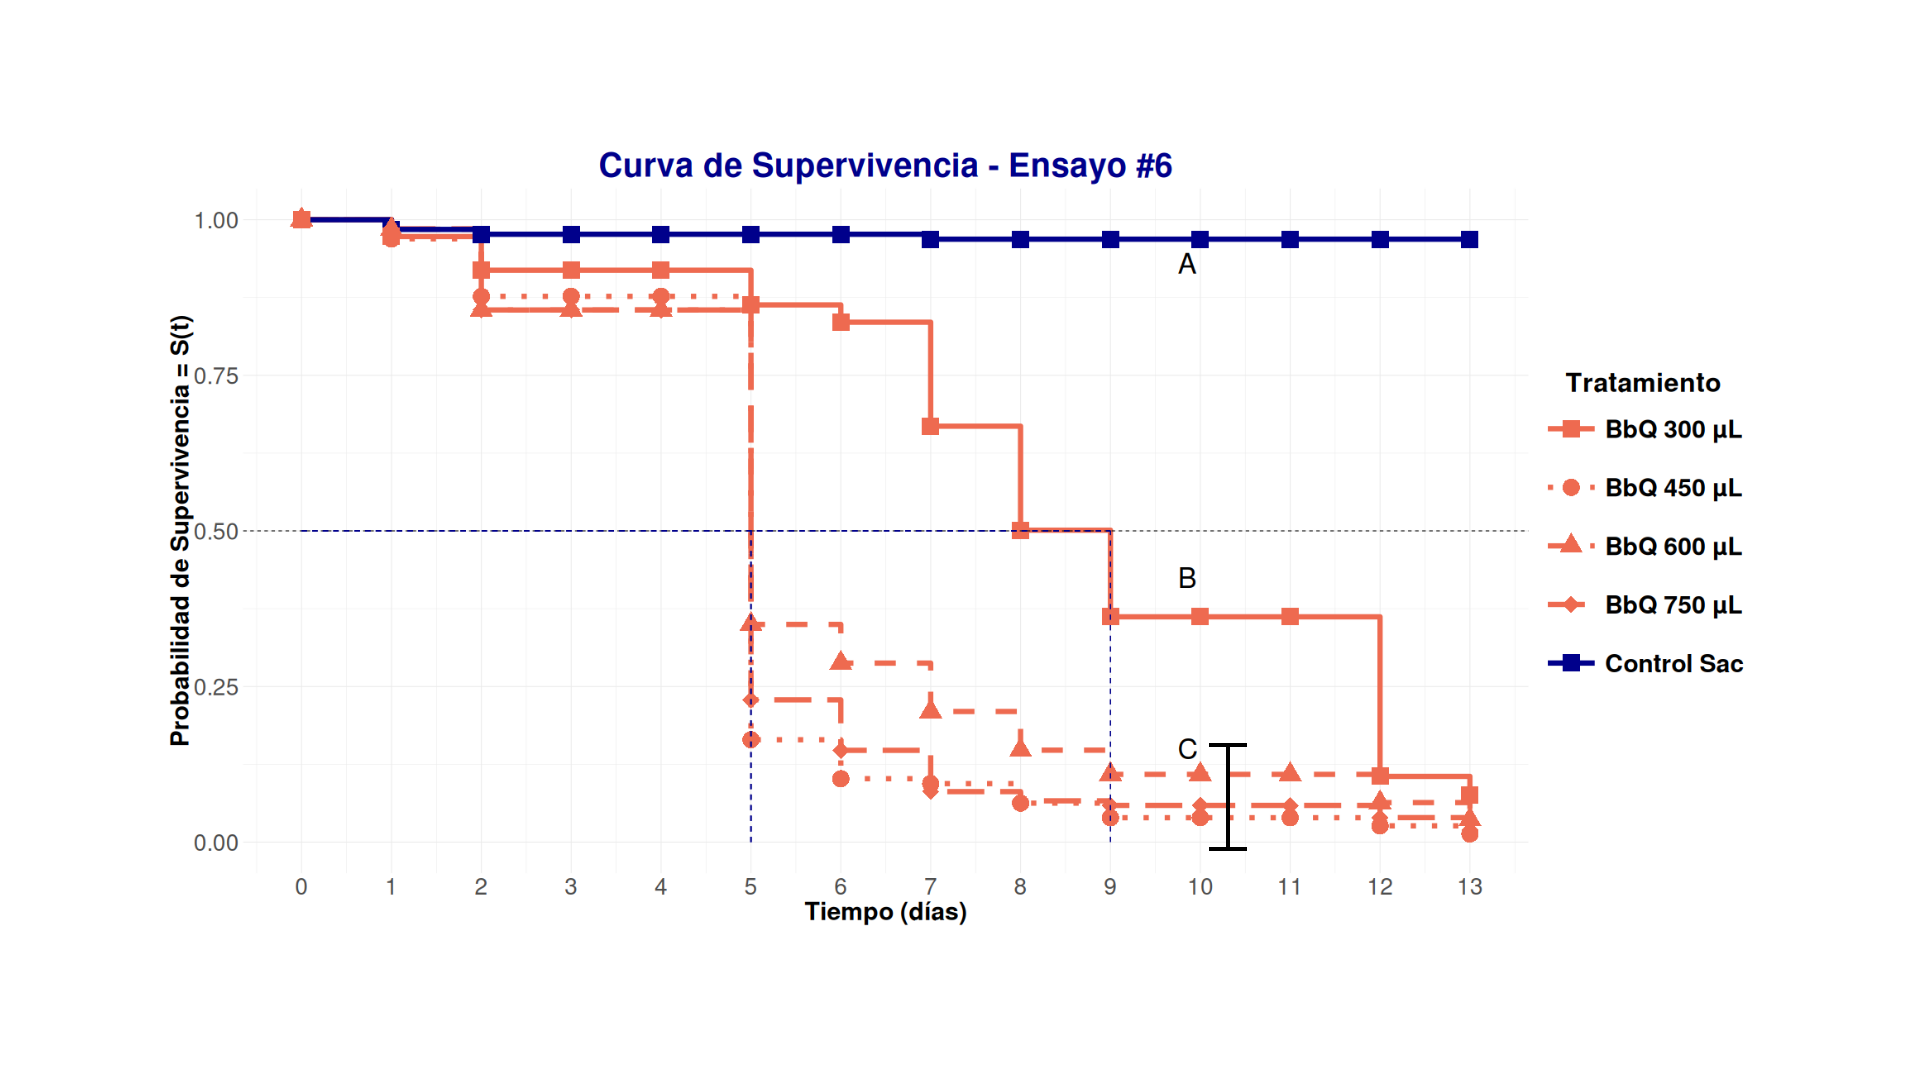 Curva de Supervivencia - Ensayo #6
Probabilidad de Supervivencia = S(t)
1.00
0.75
0.50
0.25
0.00
A
B
C
0 1 2 3 4 5 6 7 8 9 10 11 12 13
Tiempo (días)
Tratamiento
BbQ 300 µL
BbQ 450 µL
BbQ 600 µL
BbQ 750 µL
Control Sac